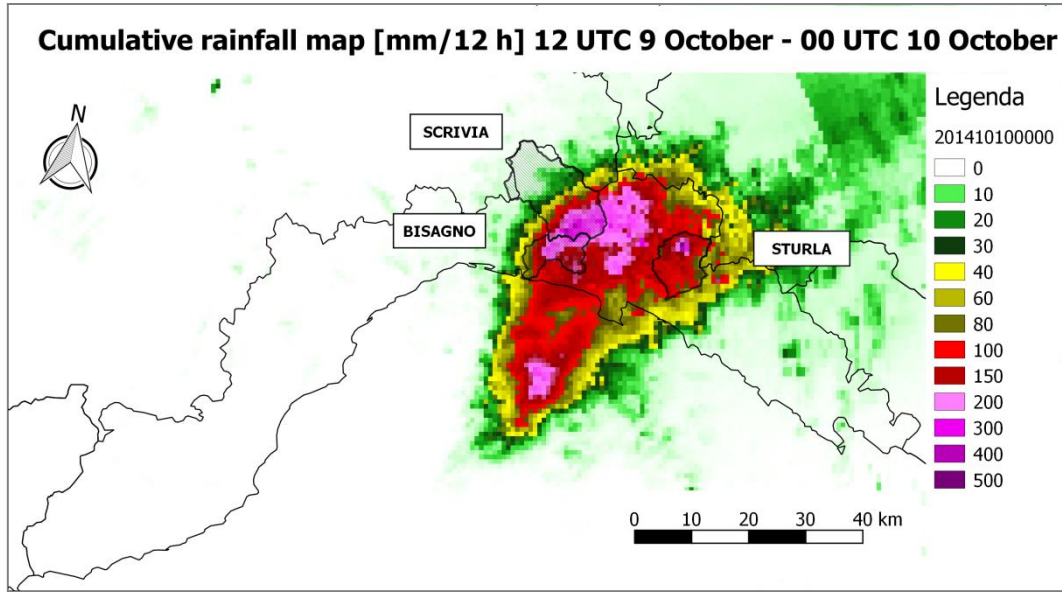 Cumulative rainfall map [mm/12 h] 12 UTC 9 October - 00 UTC 10 October
N
SCRIVIA
BISAGNO
STURLA
Legenda
201410100000
0
10
20
30
40
60
80
100
150
200
300
400
500
0 10 20 30 40 km